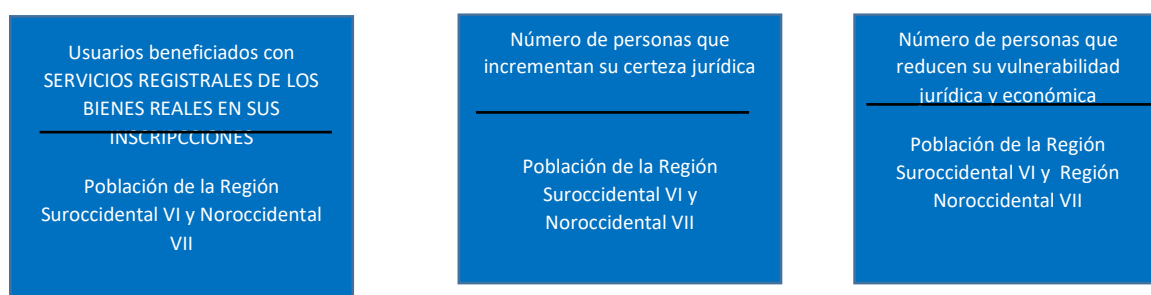 Usuarios beneficiados con
SERVICIOS REGISTRALES DE LOS
BIENES REALES EN SUS
INSCRIPCCIONES
Población de la Región
Suroccidental VI y Noroccidental
VII
Número de personas que
incrementan su certeza jurídica
Población de la Región
Suroccidental VI y
Noroccidental VII
Número de personas que
reducen su vulnerabilidad
jurídica y económica
Población de la Región
Suroccidental VI y Región
Noroccidental VII